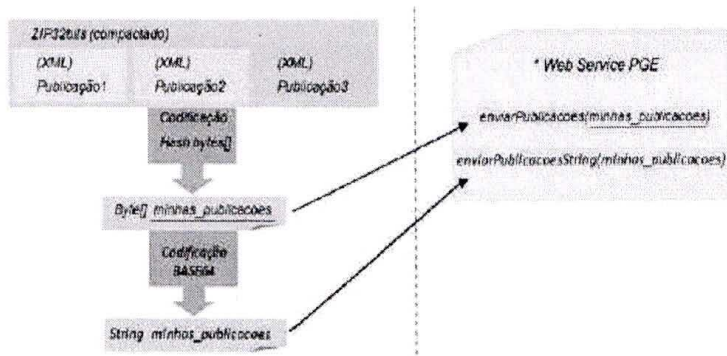 ZIP32bits (compactado)
(XML) (XML) (XML)
Publicação1 Publicação2 Publicação3
Codificação
Hash bytes[]
Byte[] minhas_publicacoes
Codificação
BASE64
String minhas_publicacoes
* Web Service PGE
enviarPublicacoes(minhas_publicacoes)
enviarPublicacoesString(minhas_publicacoes)